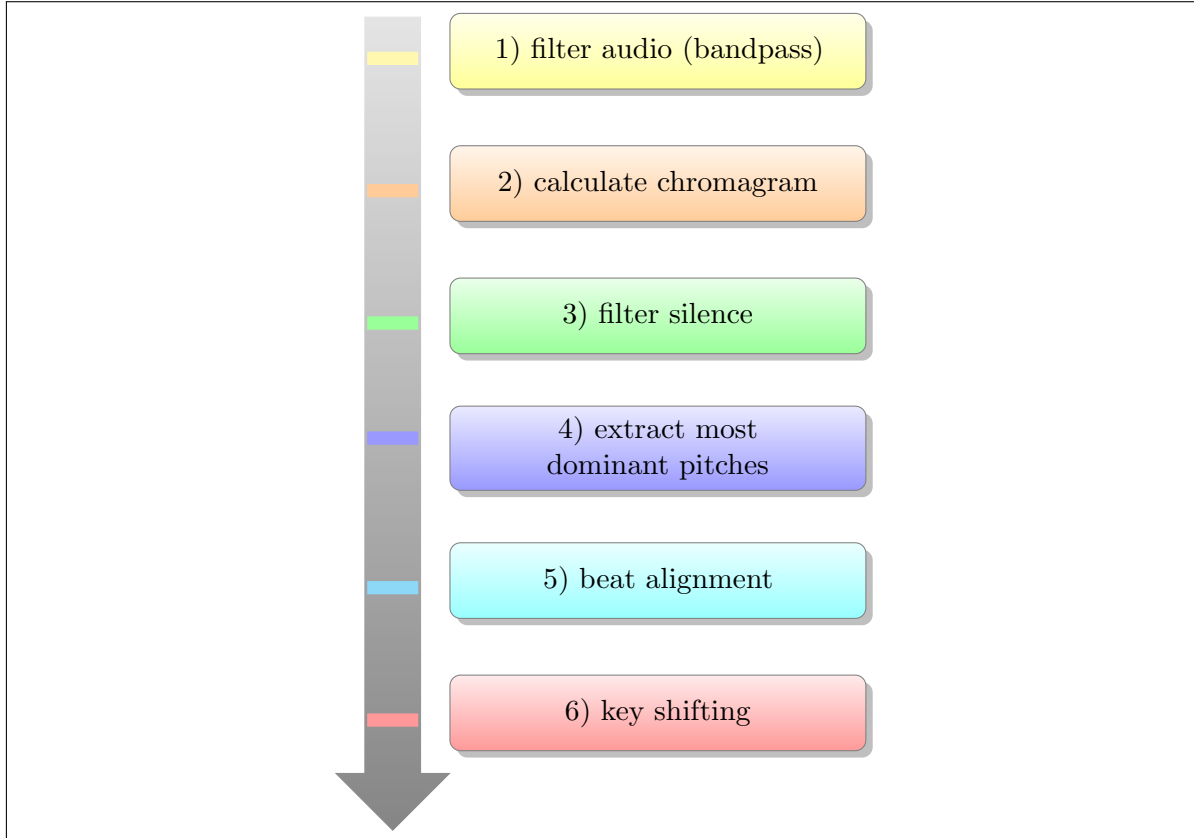 1) filter audio (bandpass)
2) calculate chromagram
3) filter silence
4) extract most
dominant pitches
5) beat alignment
6) key shifting